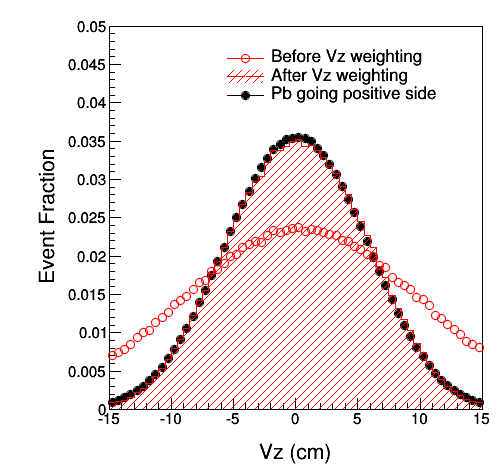 0.05
0.045
0.04
0.035
0.03
0.025
0.02
0.015
0.01
0.005
0
Event Fraction
Before Vz weighting
After Vz weighting
Pb going positive side
-15 -10 -5 0 5 10 15
Vz (cm)